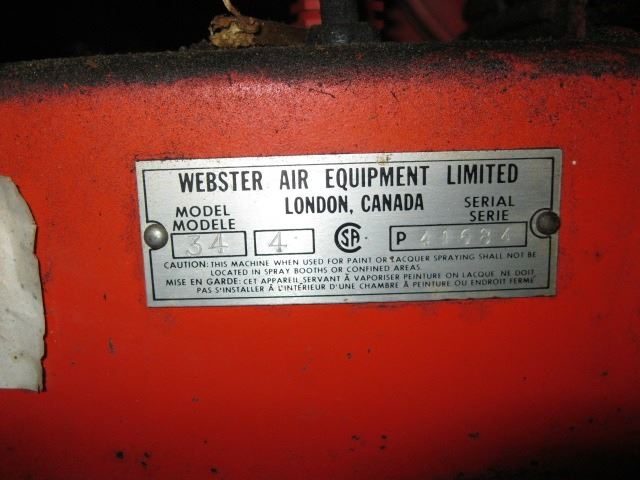 WEBSTER AIR EQUIPMENT LIMITED
LONDON, CANADA
MODEL
MODELE
34 4
CSA
SERIAL
SERIE
P 41684
CAUTION: THIS MACHINE WHEN USED FOR PAINT OR LACQUER SPRAYING SHALL NOT BE
LOCATED IN SPRAY BOOTHS OR CONFINED AREAS.
MISE EN GARDE: CET APPAREIL SERVANT À VAPORISER PEINTURE ON LACQUE NE DOIT
PAS S'INSTALLER À L'INTÉRIEUR D'UNE CHAMBRE À PEINTURE OU ENDROIT FERMÉ